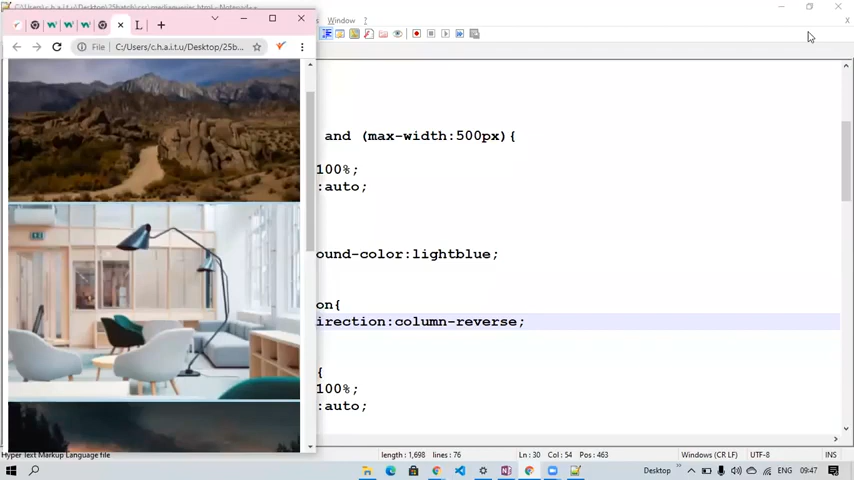 Window ?
File C:/Users/c.h.a.i.t.u/Desktop/25b...
and (max-width:500px){
100%;
:auto;
ound-color:lightblue;
on{
irection:column-reverse;
{
100%;
:auto;
Hyper Text Markup Language file length : 1,698 lines : 76 Ln : 30 Col : 54 Pos : 463 Windows (CR LF) UTF-8 INS
Desktop ENG 09:47